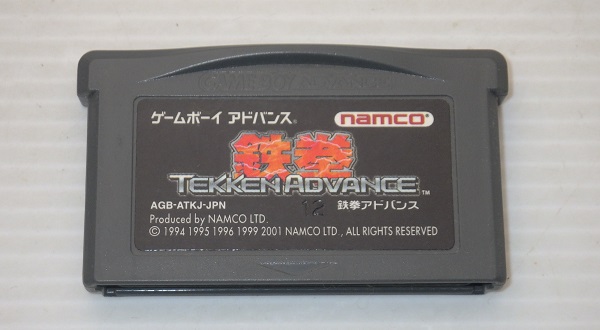 ゲームボーイ アドバンス®
namco®
鉄拳
TEKKEN ADVANCE™
AGB-ATKJ-JPN
12
鉄拳アドバンス
Produced by NAMCO LTD.
© 1994 1995 1996 1999 2001 NAMCO LTD., ALL RIGHTS RESERVED